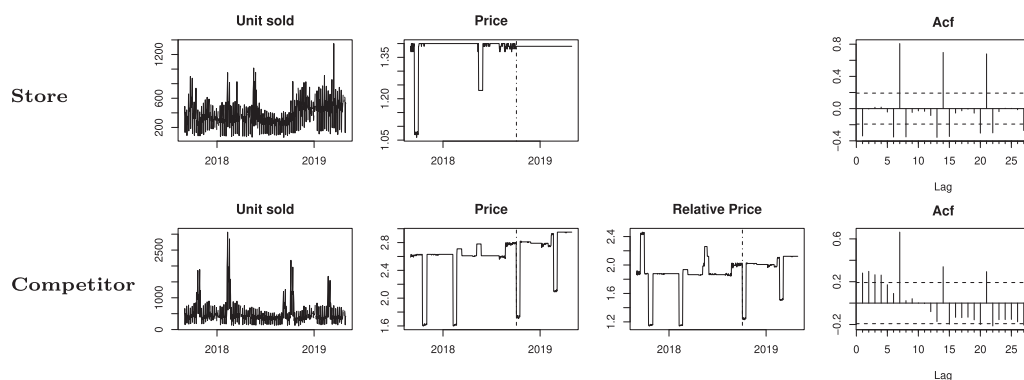 Unit sold
Price
Acf
Store
200 600 1200
1.05 1.20 1.35
-0.4 0.0 0.4 0.8
2018 2019
2018 2019
0 5 10 15 20 25
Lag
Unit sold
Price
Relative Price
Acf
Competitor
0 1000 2500
1.6 2.0 2.4 2.8
1.2 1.6 2.0 2.4
-0.2 0.2 0.6
2018 2019
2018 2019
2018 2019
0 5 10 15 20 25
Lag